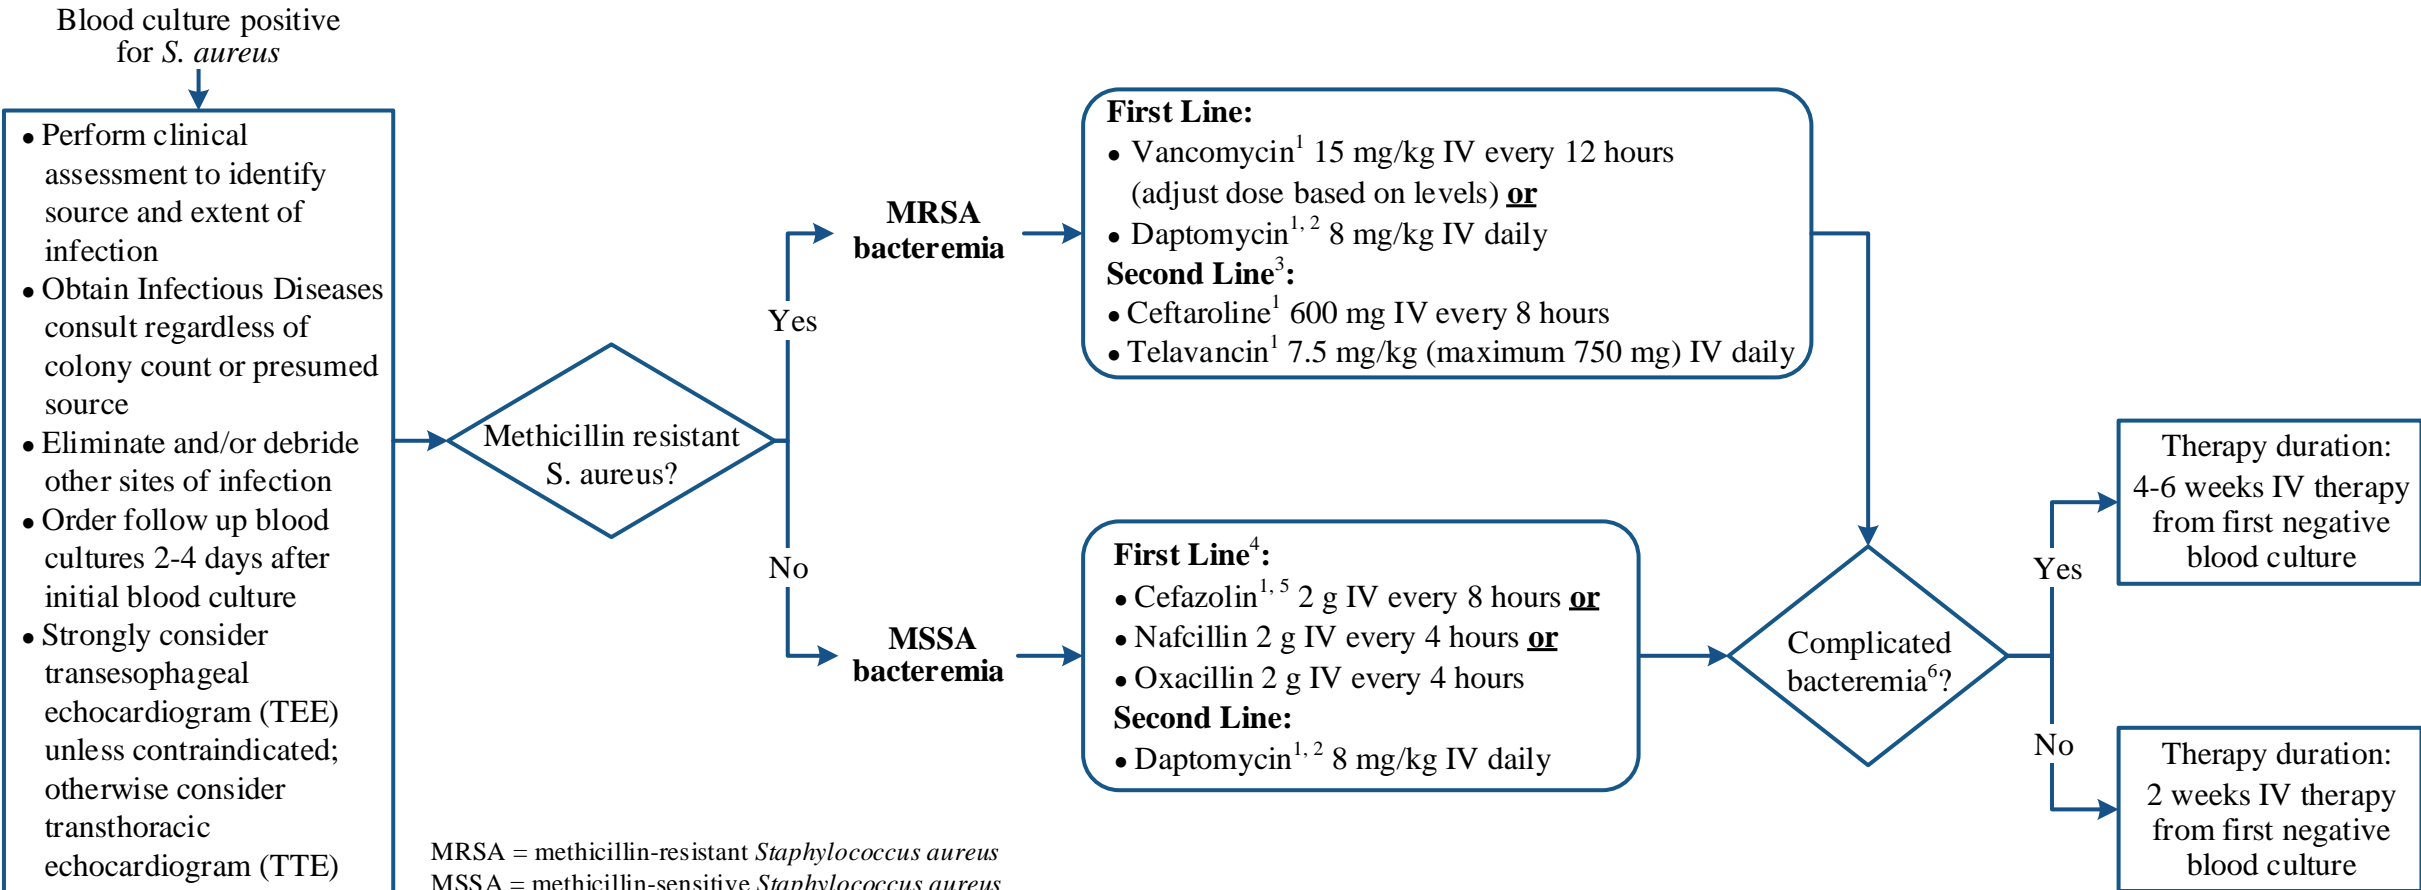 Blood culture positive
for S. aureus
• Perform clinical
assessment to identify
source and extent of
infection
• Obtain Infectious Diseases
consult regardless of
colony count or presumed
source
• Eliminate and/or debride
other sites of infection
• Order follow up blood
cultures 2-4 days after
initial blood culture
• Strongly consider
transesophageal
echocardiogram (TEE)
unless contraindicated;
otherwise consider
transthoracic
echocardiogram (TTE)
Methicillin resistant
S. aureus?
Yes
MRSA
bacteremia
First Line:
• Vancomycin¹ 15 mg/kg IV every 12 hours
(adjust dose based on levels) or
• Daptomycin¹,² 8 mg/kg IV daily
Second Line³:
• Ceftaroline¹ 600 mg IV every 8 hours
• Telavancin¹ 7.5 mg/kg (maximum 750 mg) IV daily
No
MSSA
bacteremia
First Line⁴:
• Cefazolin¹,⁵ 2 g IV every 8 hours or
• Nafcillin 2 g IV every 4 hours or
• Oxacillin 2 g IV every 4 hours
Second Line:
• Daptomycin¹,² 8 mg/kg IV daily
Complicated
bacteremia⁶?
Yes
Therapy duration:
4-6 weeks IV therapy
from first negative
blood culture
No
Therapy duration:
2 weeks IV therapy
from first negative
blood culture
MRSA = methicillin-resistant Staphylococcus aureus
MSSA = methicillin-sensitive Staphylococcus aureus